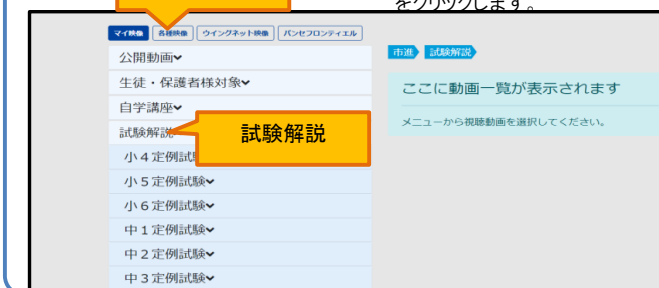 をクリックします。
マイ映像 各種映像 ウイングネット映像 パンセフロンティエル
公開動画
生徒・保護者様対象
自学講座
試験解説
試験解説
小4定例試験
小5定例試験
小6定例試験
中1定例試験
中2定例試験
中3定例試験
市進 試験解説
ここに動画一覧が表示されます
メニューから視聴動画を選択してください。